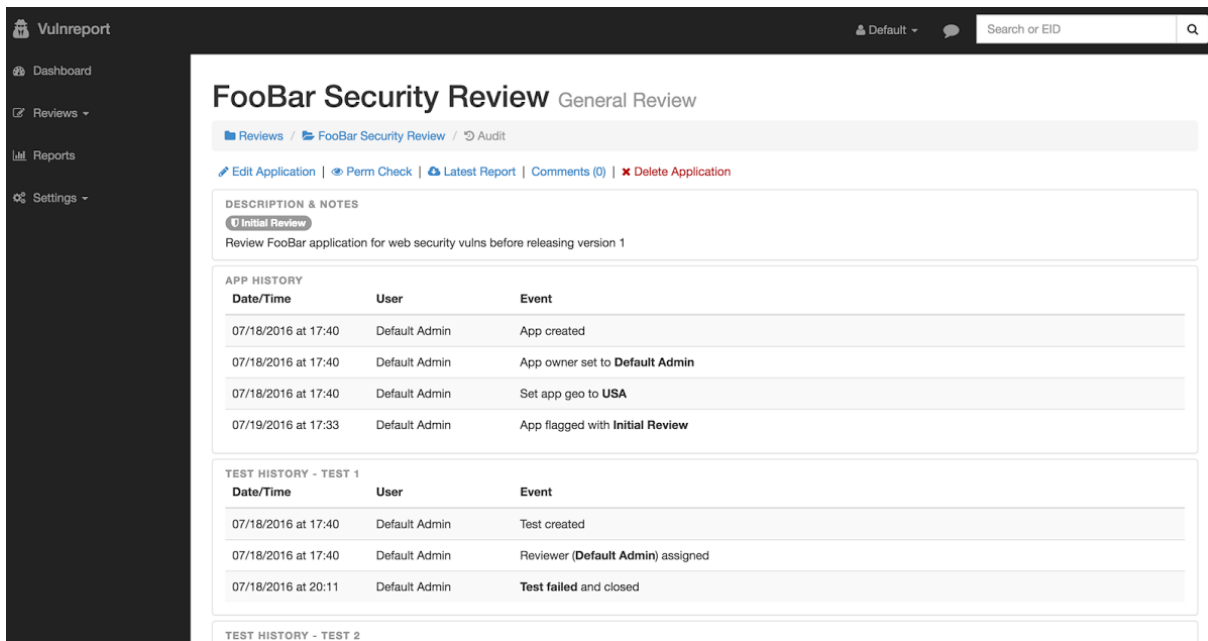 Vulnreport
Default
Search or EID
Dashboard
Reviews
Reports
Settings
FooBar Security Review General Review
Reviews / FooBar Security Review / Audit
Edit Application | Perm Check | Latest Report | Comments (0) | Delete Application
DESCRIPTION & NOTES
Initial Review
Review FooBar application for web security vulns before releasing version 1
APP HISTORY
Date/Time User Event
07/18/2016 at 17:40 Default Admin App created
07/18/2016 at 17:40 Default Admin App owner set to Default Admin
07/18/2016 at 17:40 Default Admin Set app geo to USA
07/19/2016 at 17:33 Default Admin App flagged with Initial Review
TEST HISTORY - TEST 1
Date/Time User Event
07/18/2016 at 17:40 Default Admin Test created
07/18/2016 at 17:40 Default Admin Reviewer (Default Admin) assigned
07/18/2016 at 20:11 Default Admin Test failed and closed
TEST HISTORY - TEST 2